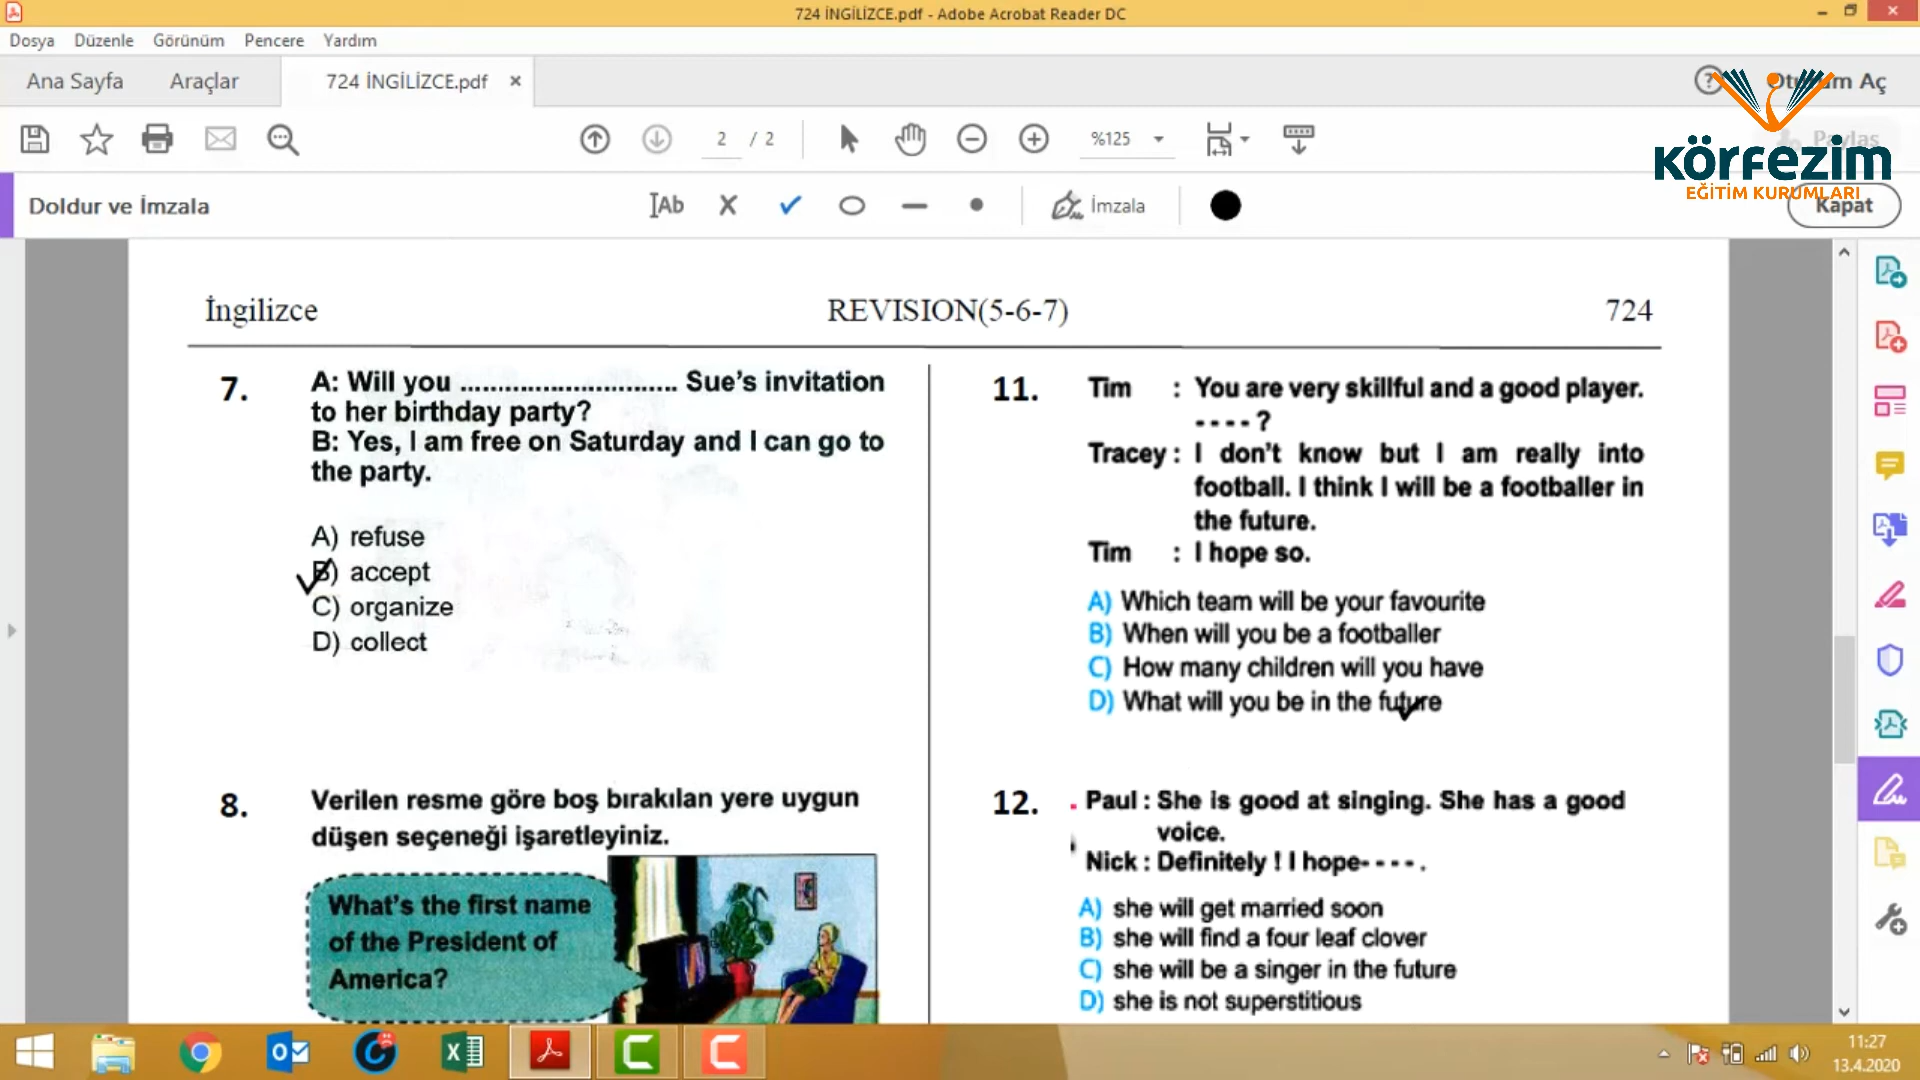 724 İNGİLİZCE.pdf - Adobe Acrobat Reader DC
Dosya Düzenle Görünüm Pencere Yardım
Ana Sayfa Araçlar 724 İNGİLİZCE.pdf
Oturum Aç
2 / 2 %125
Paylaş
KÖRFEZİM
EĞİTİM KURUMLARI
Doldur ve İmzala
İmzala
Kapat
İngilizce REVISION(5-6-7) 724
7.
A: Will you ............................. Sue's invitation
to her birthday party?
B: Yes, I am free on Saturday and I can go to
the party.
A) refuse
B) accept
C) organize
D) collect
8.
Verilen resme göre boş bırakılan yere uygun
düşen seçeneği işaretleyiniz.
What's the first name
of the President of
America?
11.
Tim : You are very skillful and a good player.
- - - - ?
Tracey : I don't know but I am really into
football. I think I will be a footballer in
the future.
Tim : I hope so.
A) Which team will be your favourite
B) When will you be a footballer
C) How many children will you have
D) What will you be in the future
12.
Paul : She is good at singing. She has a good
voice.
Nick : Definitely ! I hope- - - - .
A) she will get married soon
B) she will find a four leaf clover
C) she will be a singer in the future
D) she is not superstitious
11:27
13.4.2020